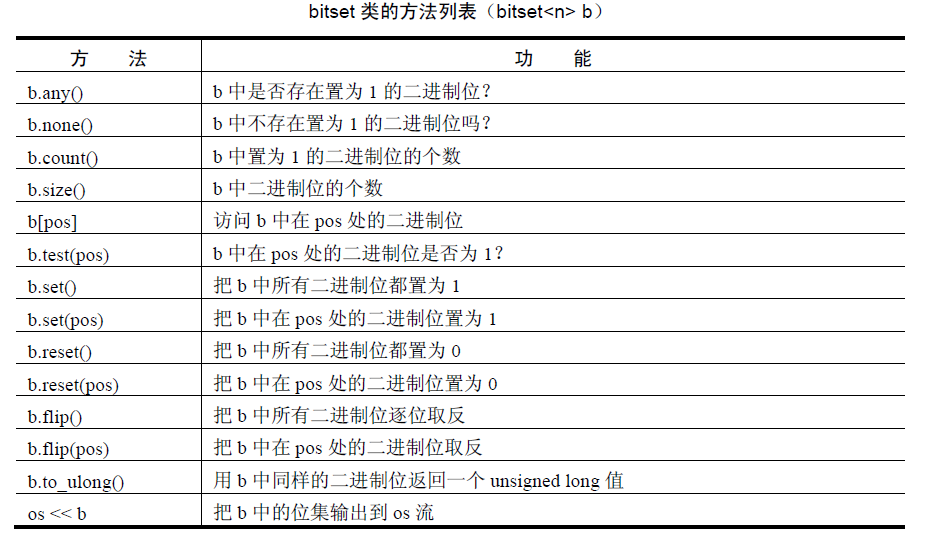 bitset 类的方法列表（bitset<n> b）
方 法 功 能
b.any() b 中是否存在置为 1 的二进制位？
b.none() b 中不存在置为 1 的二进制位吗？
b.count() b 中置为 1 的二进制位的个数
b.size() b 中二进制位的个数
b[pos] 访问 b 中在 pos 处的二进制位
b.test(pos) b 中在 pos 处的二进制位是否为 1？
b.set() 把 b 中所有二进制位都置为 1
b.set(pos) 把 b 中在 pos 处的二进制位置为 1
b.reset() 把 b 中所有二进制位都置为 0
b.reset(pos) 把 b 中在 pos 处的二进制位置为 0
b.flip() 把 b 中所有二进制位逐位取反
b.flip(pos) 把 b 中在 pos 处的二进制位取反
b.to_ulong() 用 b 中同样的二进制位返回一个 unsigned long 值
os << b 把 b 中的位集输出到 os 流